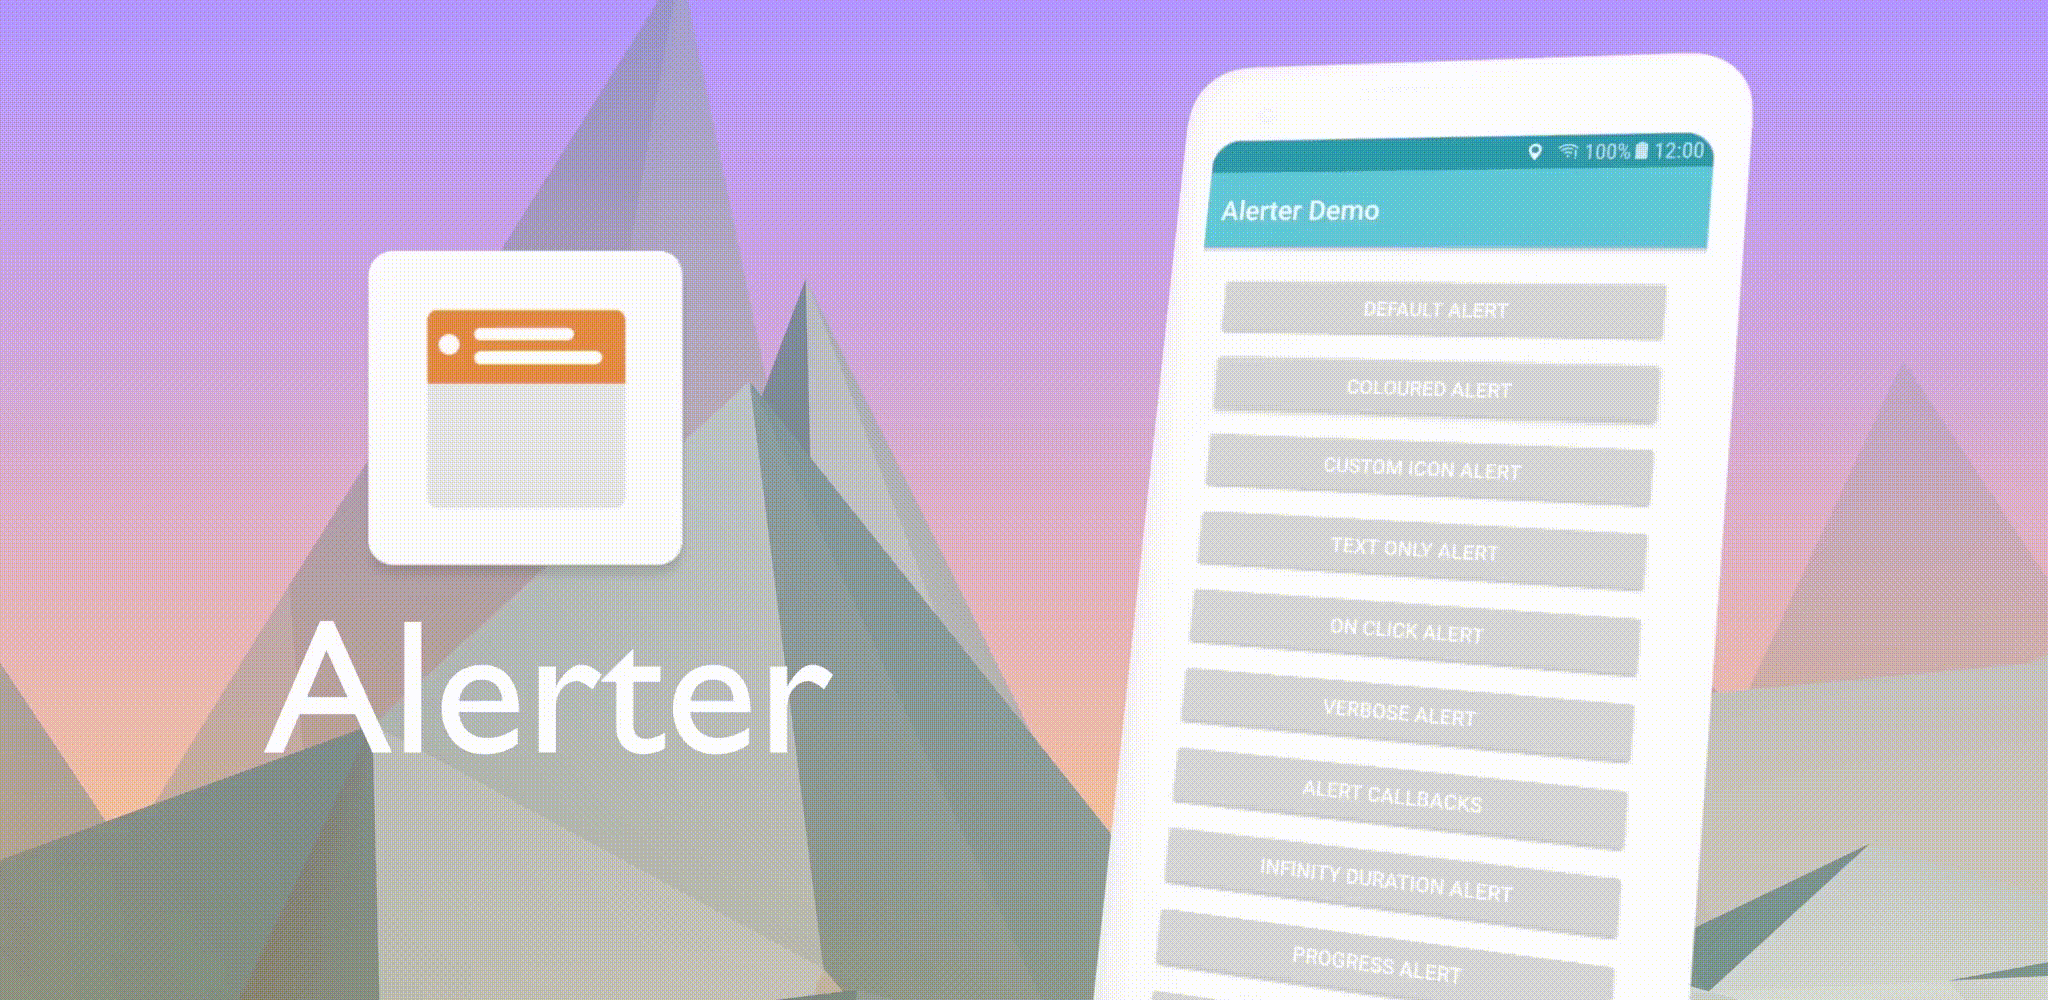 Alerter
100% 12:00
Alerter Demo
DEFAULT ALERT
COLOURED ALERT
CUSTOM ICON ALERT
TEXT ONLY ALERT
ON CLICK ALERT
VERBOSE ALERT
ALERT CALLBACKS
INFINITY DURATION ALERT
PROGRESS ALERT